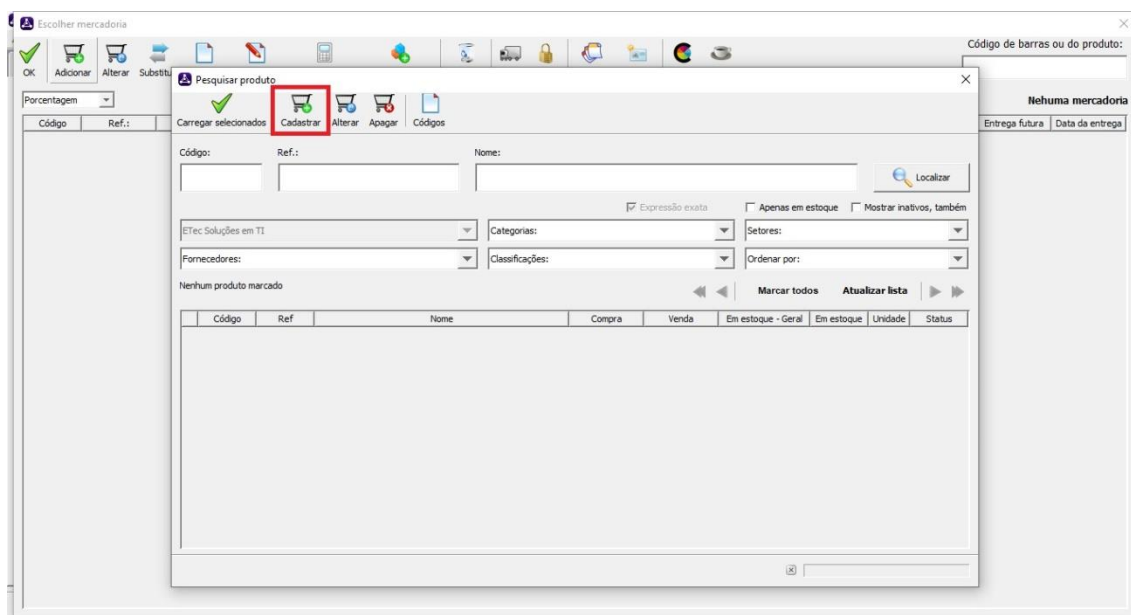 Escolher mercadoria
Código de barras ou do produto:
OK Adicionar Alterar Substitu
Porcentagem
Nehuma mercadoria
Código Ref.:
Entrega futura Data da entrega
Pesquisar produto
Carregar selecionados Cadastrar Alterar Apagar Códigos
Código: Ref.: Nome:
Localizar
Expressão exata Apenas em estoque Mostrar inativos, também
ETec Soluções em TI Categorias: Setores:
Fornecedores: Classificações: Ordenar por:
Nenhum produto marcado Marcar todos Atualizar lista
Código Ref Nome Compra Venda Em estoque - Geral Em estoque Unidade Status